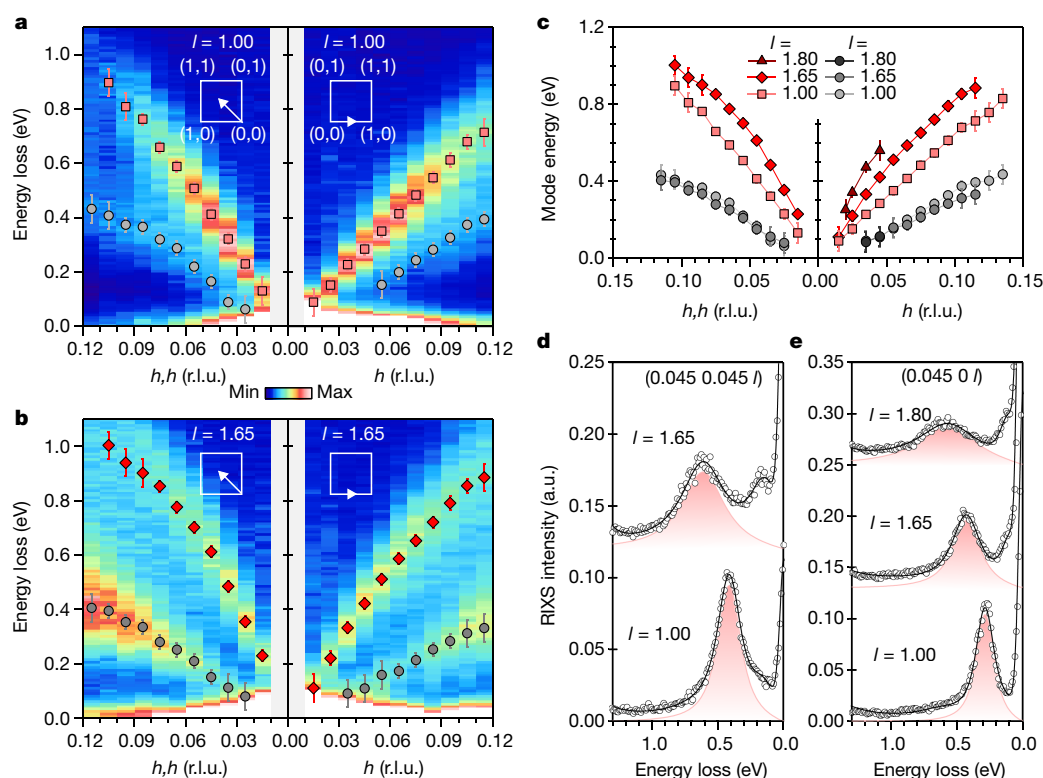 a
l = 1.00
l = 1.00
(1,1) (0,1)
(0,1) (1,1)
(1,0) (0,0)
(0,0) (1,0)
Energy loss (eV)
1.0
0.8
0.6
0.4
0.2
0.0
0.12 0.09 0.06 0.03 0.00 0.03 0.06 0.09 0.12
h,h (r.l.u.)
h (r.l.u.)
Min Max
b
l = 1.65
l = 1.65
Energy loss (eV)
1.0
0.8
0.6
0.4
0.2
0.0
0.12 0.09 0.06 0.03 0.00 0.03 0.06 0.09 0.12
h,h (r.l.u.)
h (r.l.u.)
c
Mode energy (eV)
1.2
0.8
0.4
0.0
l = l =
1.80 1.80
1.65 1.65
1.00 1.00
0.15 0.10 0.05 0.00 0.05 0.10 0.15
h,h (r.l.u.)
h (r.l.u.)
d
(0.045 0.045 l)
RIXS intensity (a.u.)
0.25
0.20
0.15
0.10
0.05
0.00
l = 1.65
l = 1.00
1.0 0.5 0.0
Energy loss (eV)
e
(0.045 0 l)
0.35
0.30
0.25
0.20
0.15
0.10
0.05
0.00
l = 1.80
l = 1.65
l = 1.00
1.0 0.5 0.0
Energy loss (eV)